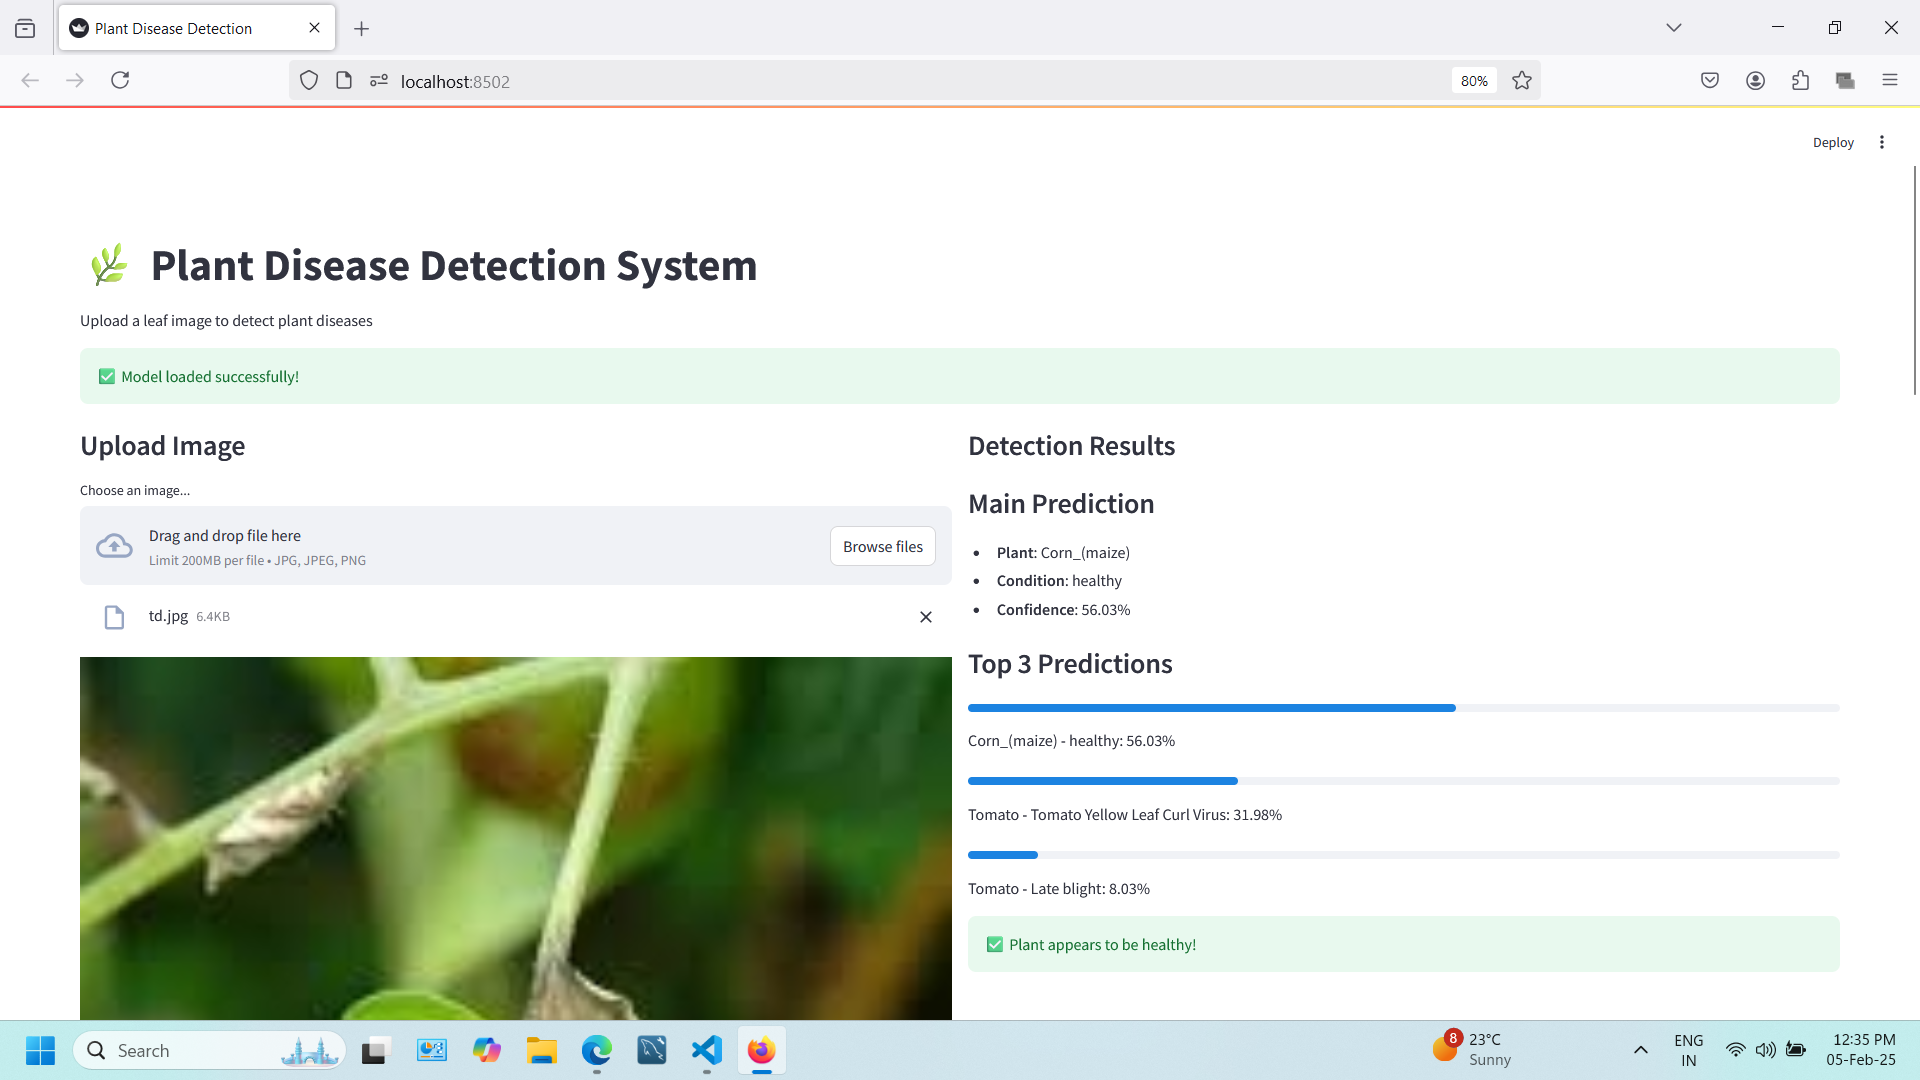 Plant Disease Detection
localhost:8502
80%
Deploy
Plant Disease Detection System
Upload a leaf image to detect plant diseases
Model loaded successfully!
Upload Image
Choose an image...
Drag and drop file here
Limit 200MB per file • JPG, JPEG, PNG
Browse files
td.jpg 6.4KB
Detection Results
Main Prediction
• Plant: Corn_(maize)
• Condition: healthy
• Confidence: 56.03%
Top 3 Predictions
Corn_(maize) - healthy: 56.03%
Tomato - Tomato Yellow Leaf Curl Virus: 31.98%
Tomato - Late blight: 8.03%
Plant appears to be healthy!
Search
8
23°C
Sunny
ENG
IN
12:35 PM
05-Feb-25